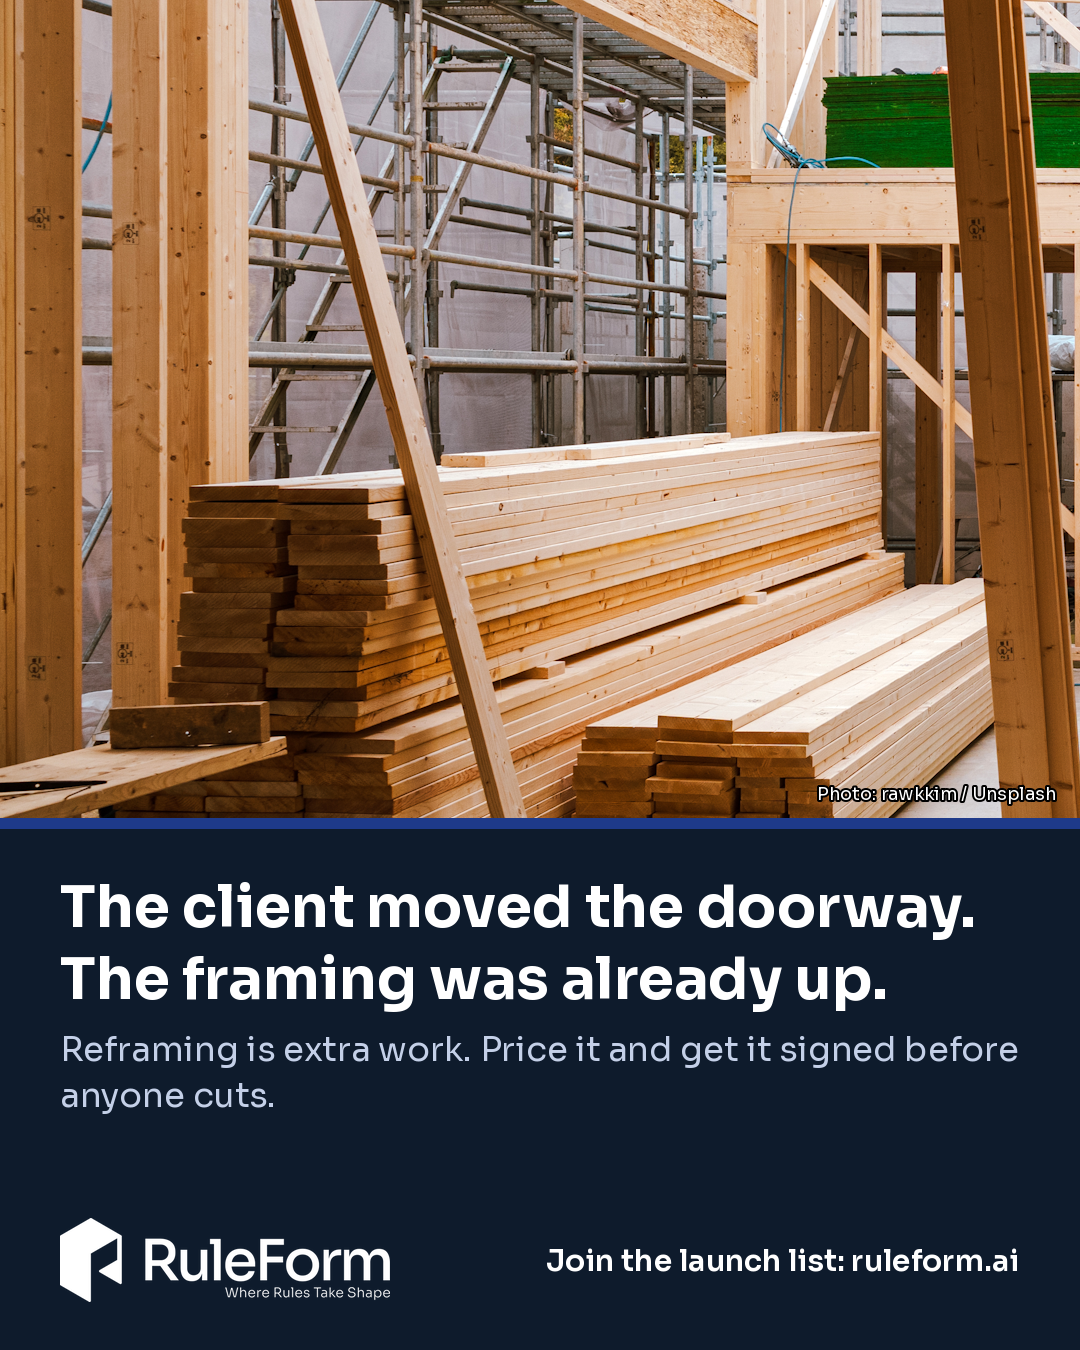 Photo: rawkkim / Unsplash
The client moved the doorway.
The framing was already up.
Reframing is extra work. Price it and get it signed before
anyone cuts.
RuleForm
Where Rules Take Shape
Join the launch list: ruleform.ai